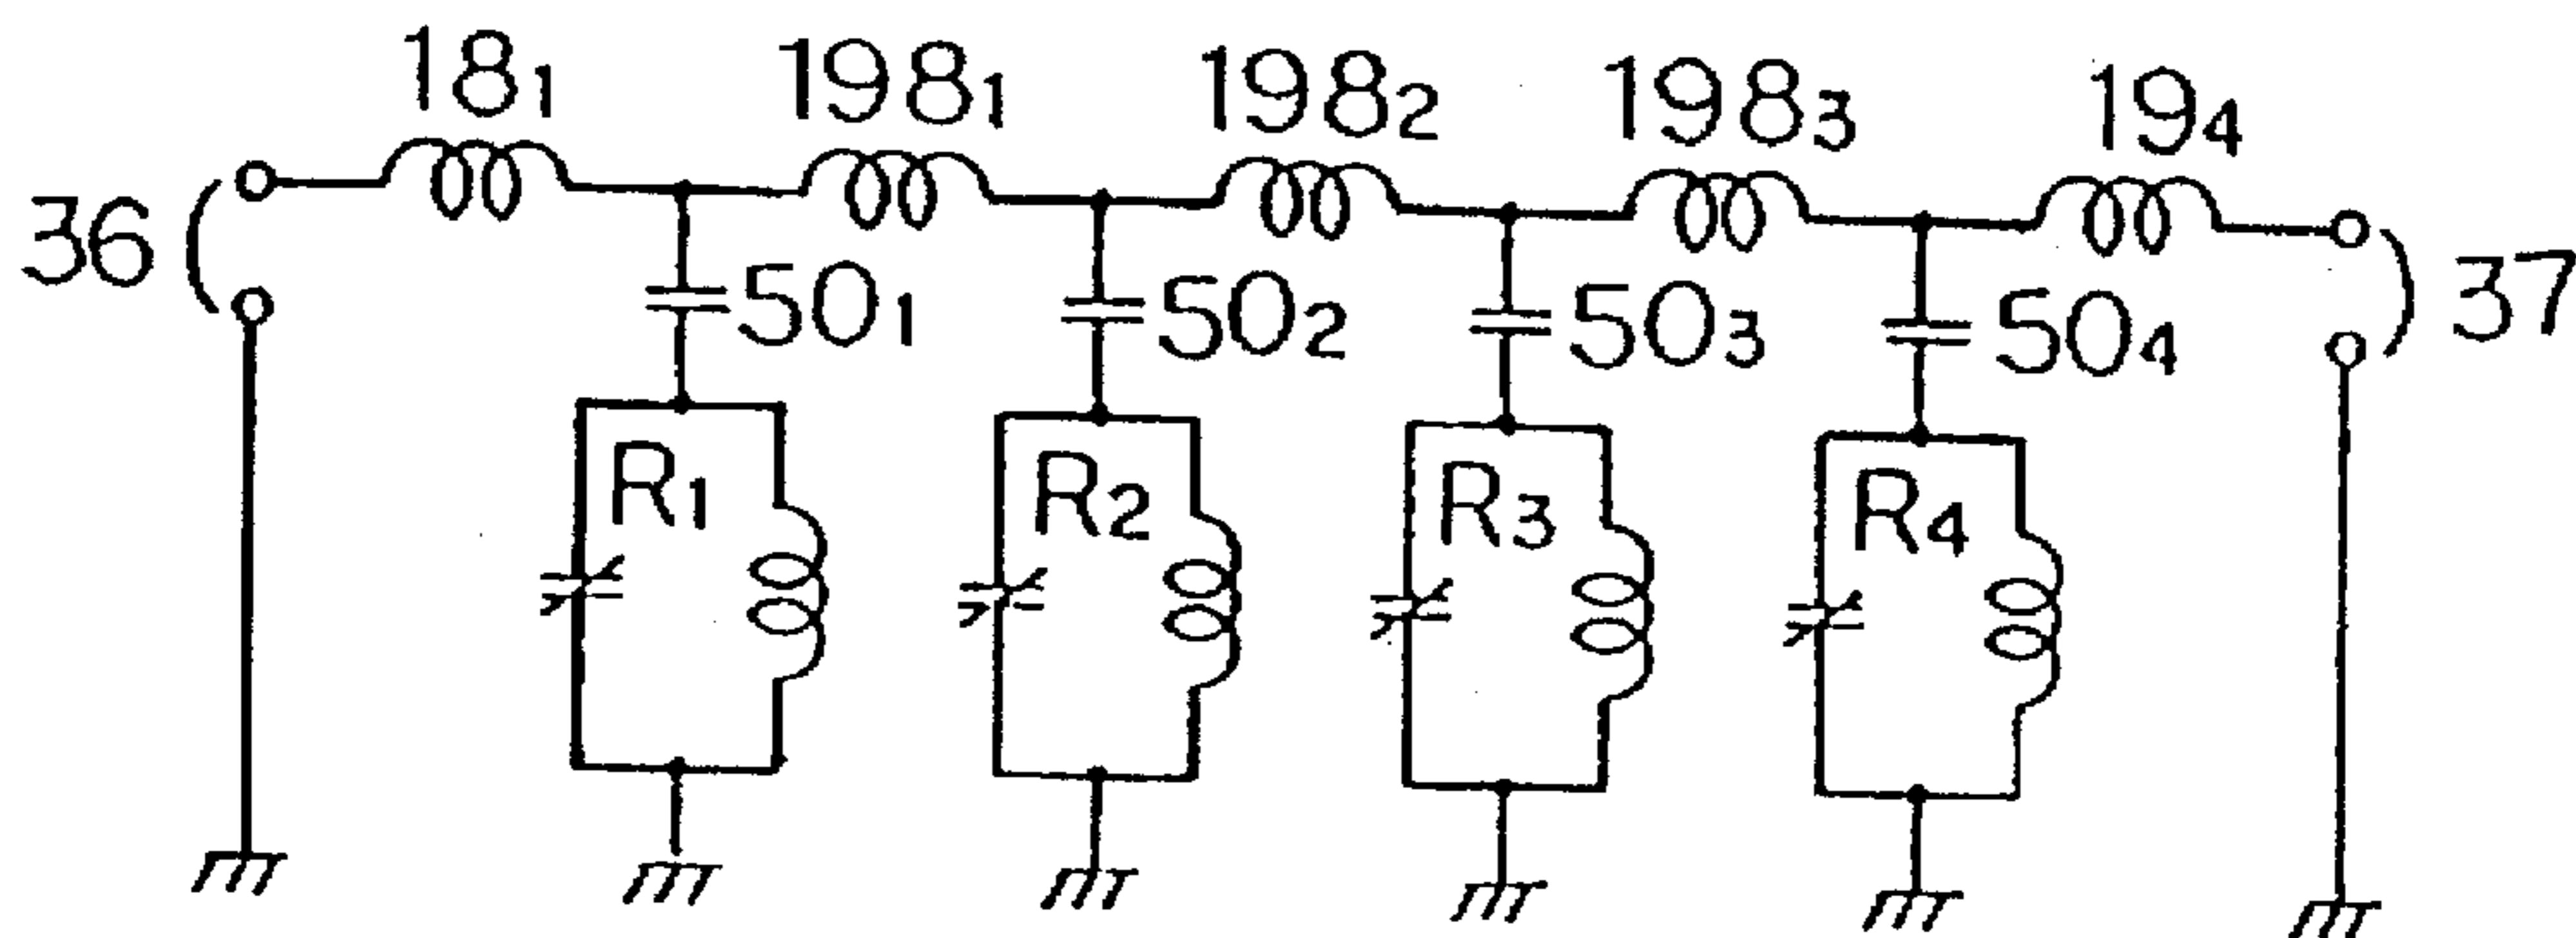 18₁ 198₁ 198₂ 198₃ 19₄
36 50₁ 50₂ 50₃ 50₄ 37
R₁ R₂ R₃ R₄